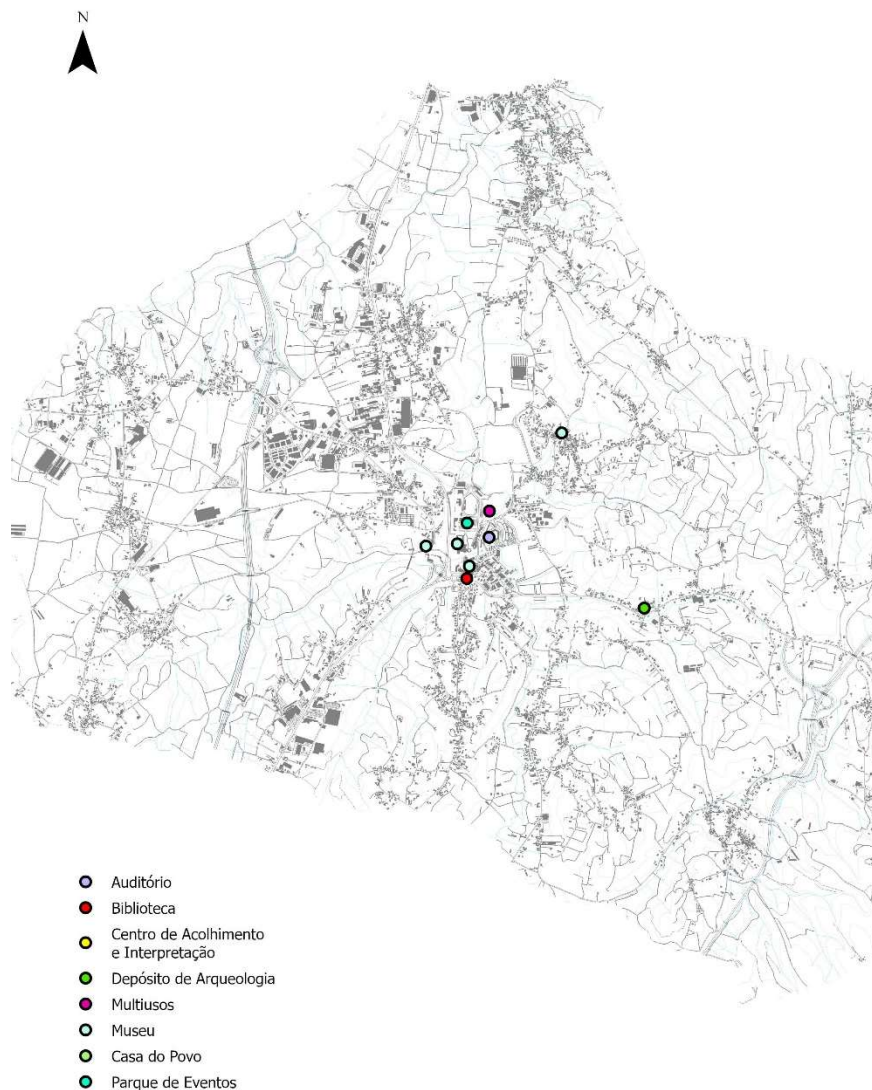 N
Auditório
Biblioteca
Centro de Acolhimento
e Interpretação
Depósito de Arqueologia
Multiusos
Museu
Casa do Povo
Parque de Eventos